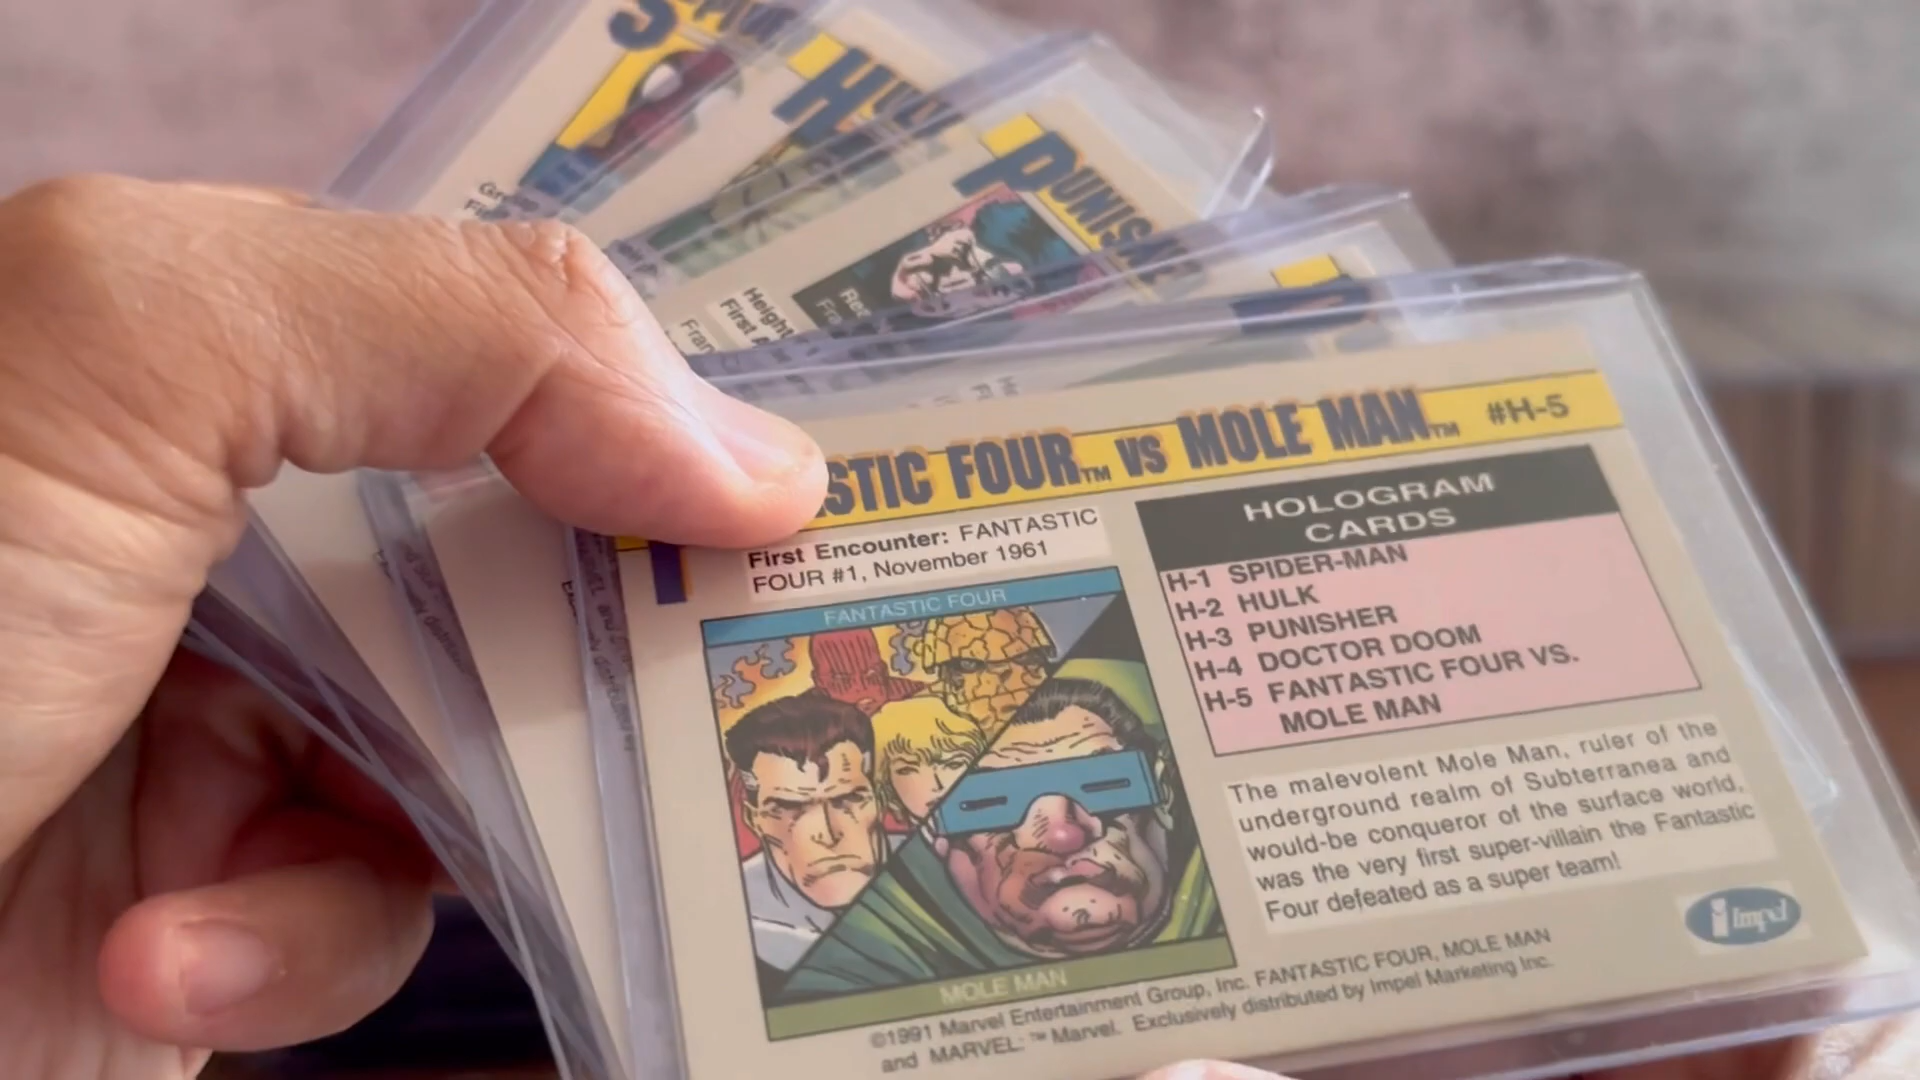 HULK
PUNISHER
Height
First A
Fran
STIC FOUR™ VS MOLE MAN™ #H-5
First Encounter: FANTASTIC
FOUR #1, November 1961
FANTASTIC FOUR
MOLE MAN
HOLOGRAM
CARDS
H-1 SPIDER-MAN
H-2 HULK
H-3 PUNISHER
H-4 DOCTOR DOOM
H-5 FANTASTIC FOUR VS.
MOLE MAN
The malevolent Mole Man, ruler of the
underground realm of Subterranea and
would-be conqueror of the surface world,
was the very first super-villain the Fantastic
Four defeated as a super team!
Impel
©1991 Marvel Entertainment Group, Inc. FANTASTIC FOUR, MOLE MAN
and MARVEL: ™ Marvel. Exclusively distributed by Impel Marketing Inc.